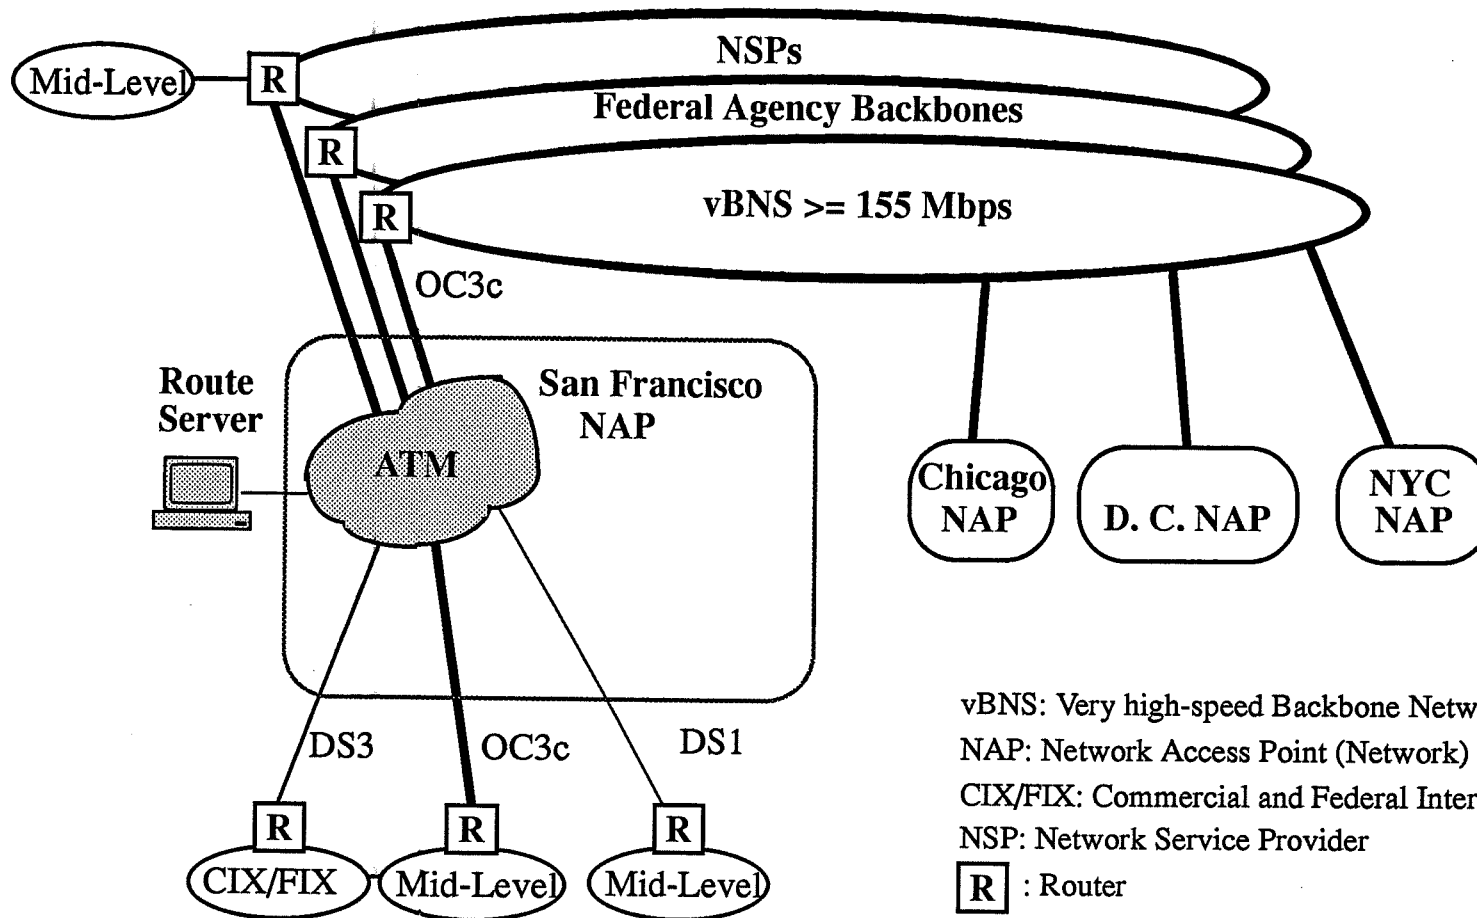 NSPs
Mid-Level
R
Federal Agency Backbones
R
vBNS >= 155 Mbps
R
OC3c
Route
Server
San Francisco
NAP
ATM
Chicago
NAP
D. C. NAP
NYC
NAP
DS3
OC3c
DS1
R
R
R
CIX/FIX
Mid-Level
Mid-Level
vBNS: Very high-speed Backbone Netw
NAP: Network Access Point (Network)
CIX/FIX: Commercial and Federal Inter
NSP: Network Service Provider
R : Router